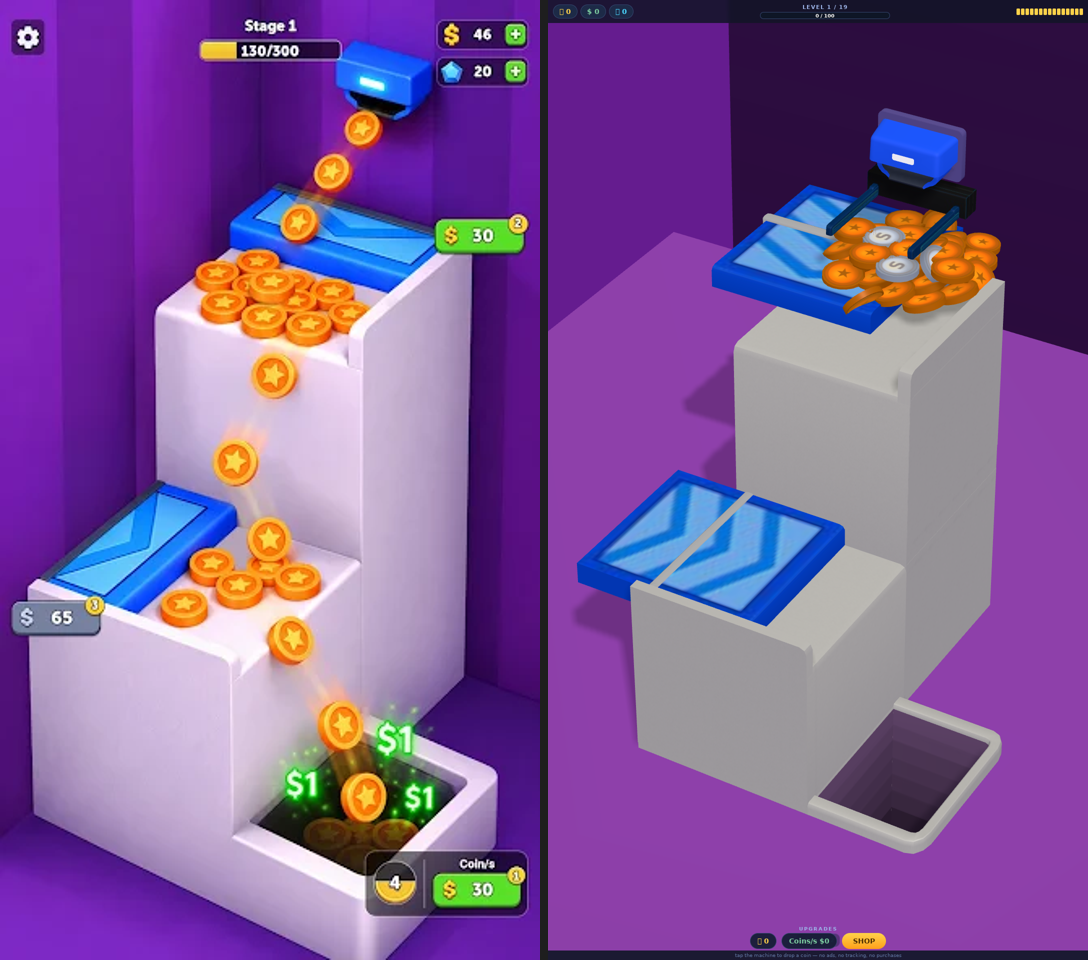 Stage 1
130/300
$ 46 +
20 +
2
$ 30
3
$ 65
$1
$1
$1
4
Coin/s
1
$ 30
0
$ 0
0
LEVEL 1 / 19
0 / 100
S
S
UPGRADES
0
Coins/s $0
SHOP
tap the machine to drop a coin — no ads, no tracking, no purchases